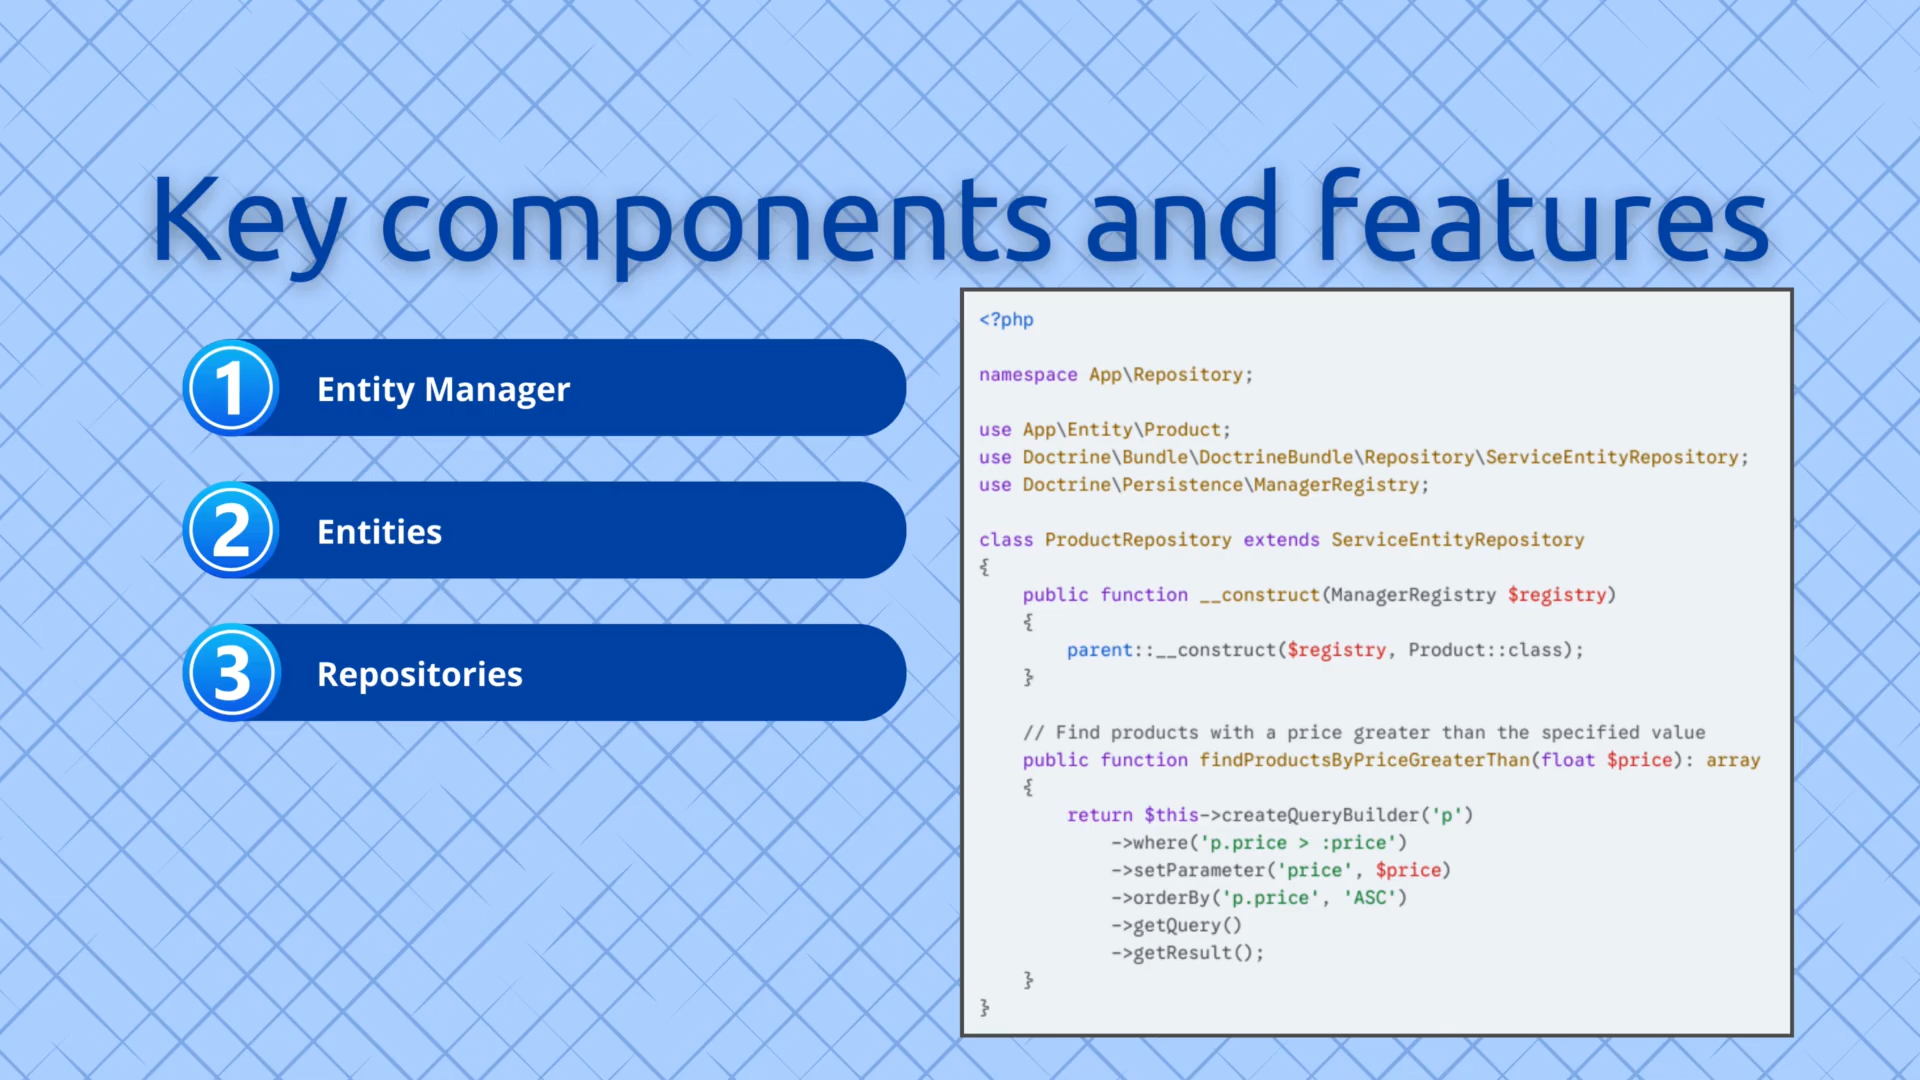 Key components and features
1 Entity Manager
2 Entities
3 Repositories
<?php

namespace App\Repository;

use App\Entity\Product;
use Doctrine\Bundle\DoctrineBundle\Repository\ServiceEntityRepository;
use Doctrine\Persistence\ManagerRegistry;

class ProductRepository extends ServiceEntityRepository
{
    public function __construct(ManagerRegistry $registry)
    {
        parent::__construct($registry, Product::class);
    }

    // Find products with a price greater than the specified value
    public function findProductsByPriceGreaterThan(float $price): array
    {
        return $this->createQueryBuilder('p')
            ->where('p.price > :price')
            ->setParameter('price', $price)
            ->orderBy('p.price', 'ASC')
            ->getQuery()
            ->getResult();
    }
}